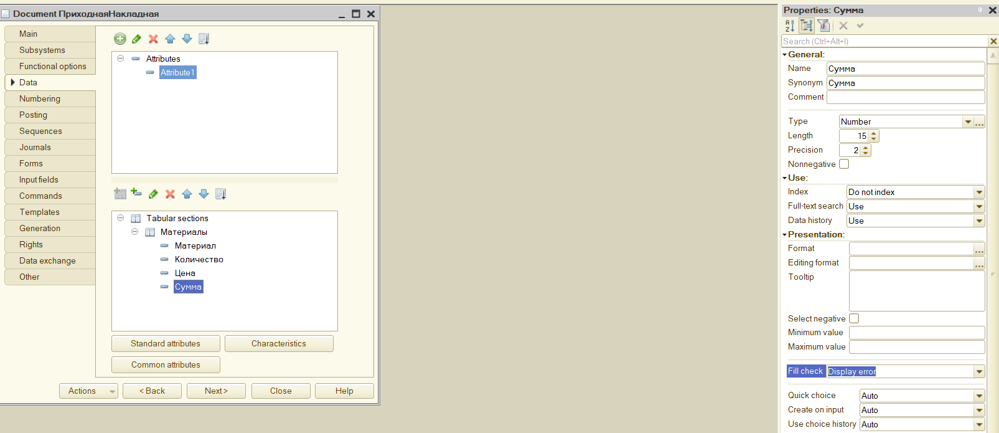 Document ПриходнаяНакладная
Main
Subsystems
Functional options
Data
Numbering
Posting
Sequences
Journals
Forms
Input fields
Commands
Templates
Generation
Rights
Data exchange
Other
Attributes
Attribute1
Tabular sections
Материалы
Материал
Количество
Цена
Сумма
Standard attributes
Characteristics
Common attributes
Actions
< Back
Next >
Close
Help
Properties: Сумма
Search (Ctrl+Alt+I)
General:
Name Сумма
Synonym Сумма
Comment
Type Number
Length 15
Precision 2
Nonnegative
Use:
Index Do not index
Full-text search Use
Data history Use
Presentation:
Format
Editing format
Tooltip
Select negative
Minimum value
Maximum value
Fill check Display error
Quick choice Auto
Create on input Auto
Use choice history Auto